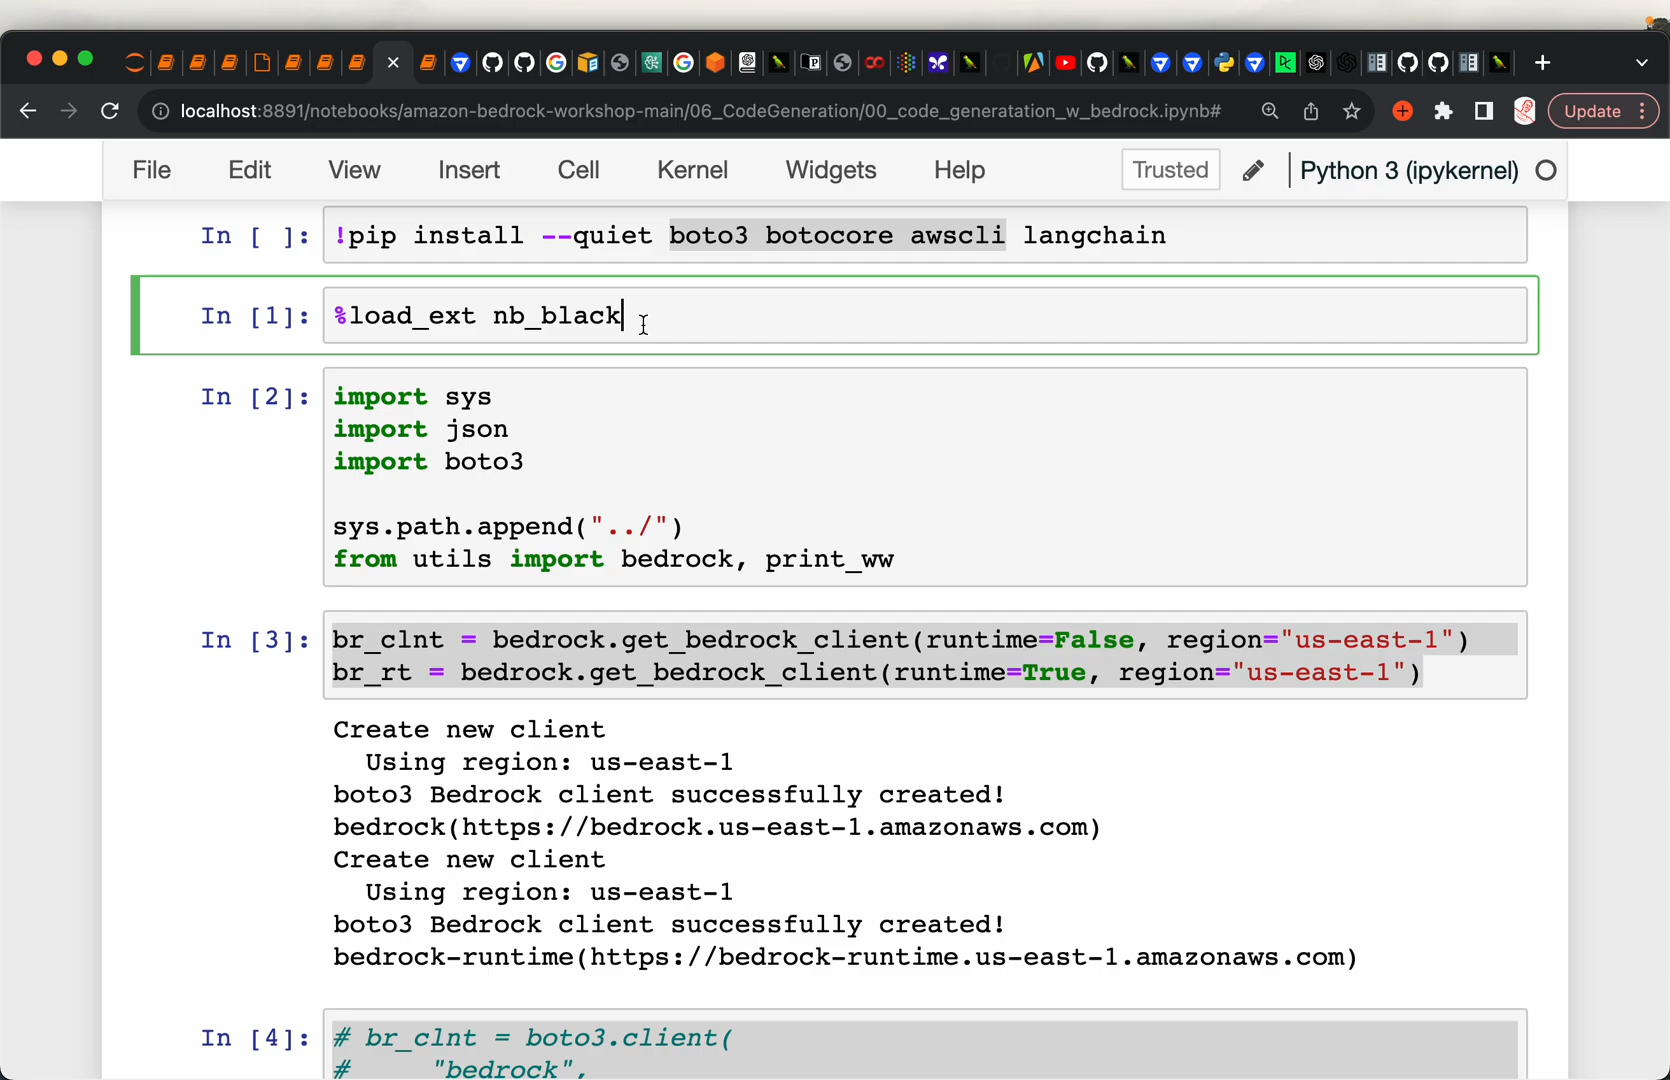 localhost:8891/notebooks/amazon-bedrock-workshop-main/06_CodeGeneration/00_code_generatation_w_bedrock.ipynb#
Update
File Edit View Insert Cell Kernel Widgets Help Trusted Python 3 (ipykernel)
In [ ]: !pip install --quiet boto3 botocore awscli langchain
In [1]: %load_ext nb_black
In [2]: import sys
import json
import boto3
sys.path.append("../")
from utils import bedrock, print_ww
In [3]: br_clnt = bedrock.get_bedrock_client(runtime=False, region="us-east-1")
br_rt = bedrock.get_bedrock_client(runtime=True, region="us-east-1")
Create new client
Using region: us-east-1
boto3 Bedrock client successfully created!
bedrock(https://bedrock.us-east-1.amazonaws.com)
Create new client
Using region: us-east-1
boto3 Bedrock client successfully created!
bedrock-runtime(https://bedrock-runtime.us-east-1.amazonaws.com)
In [4]: # br_clnt = boto3.client(
# "bedrock",